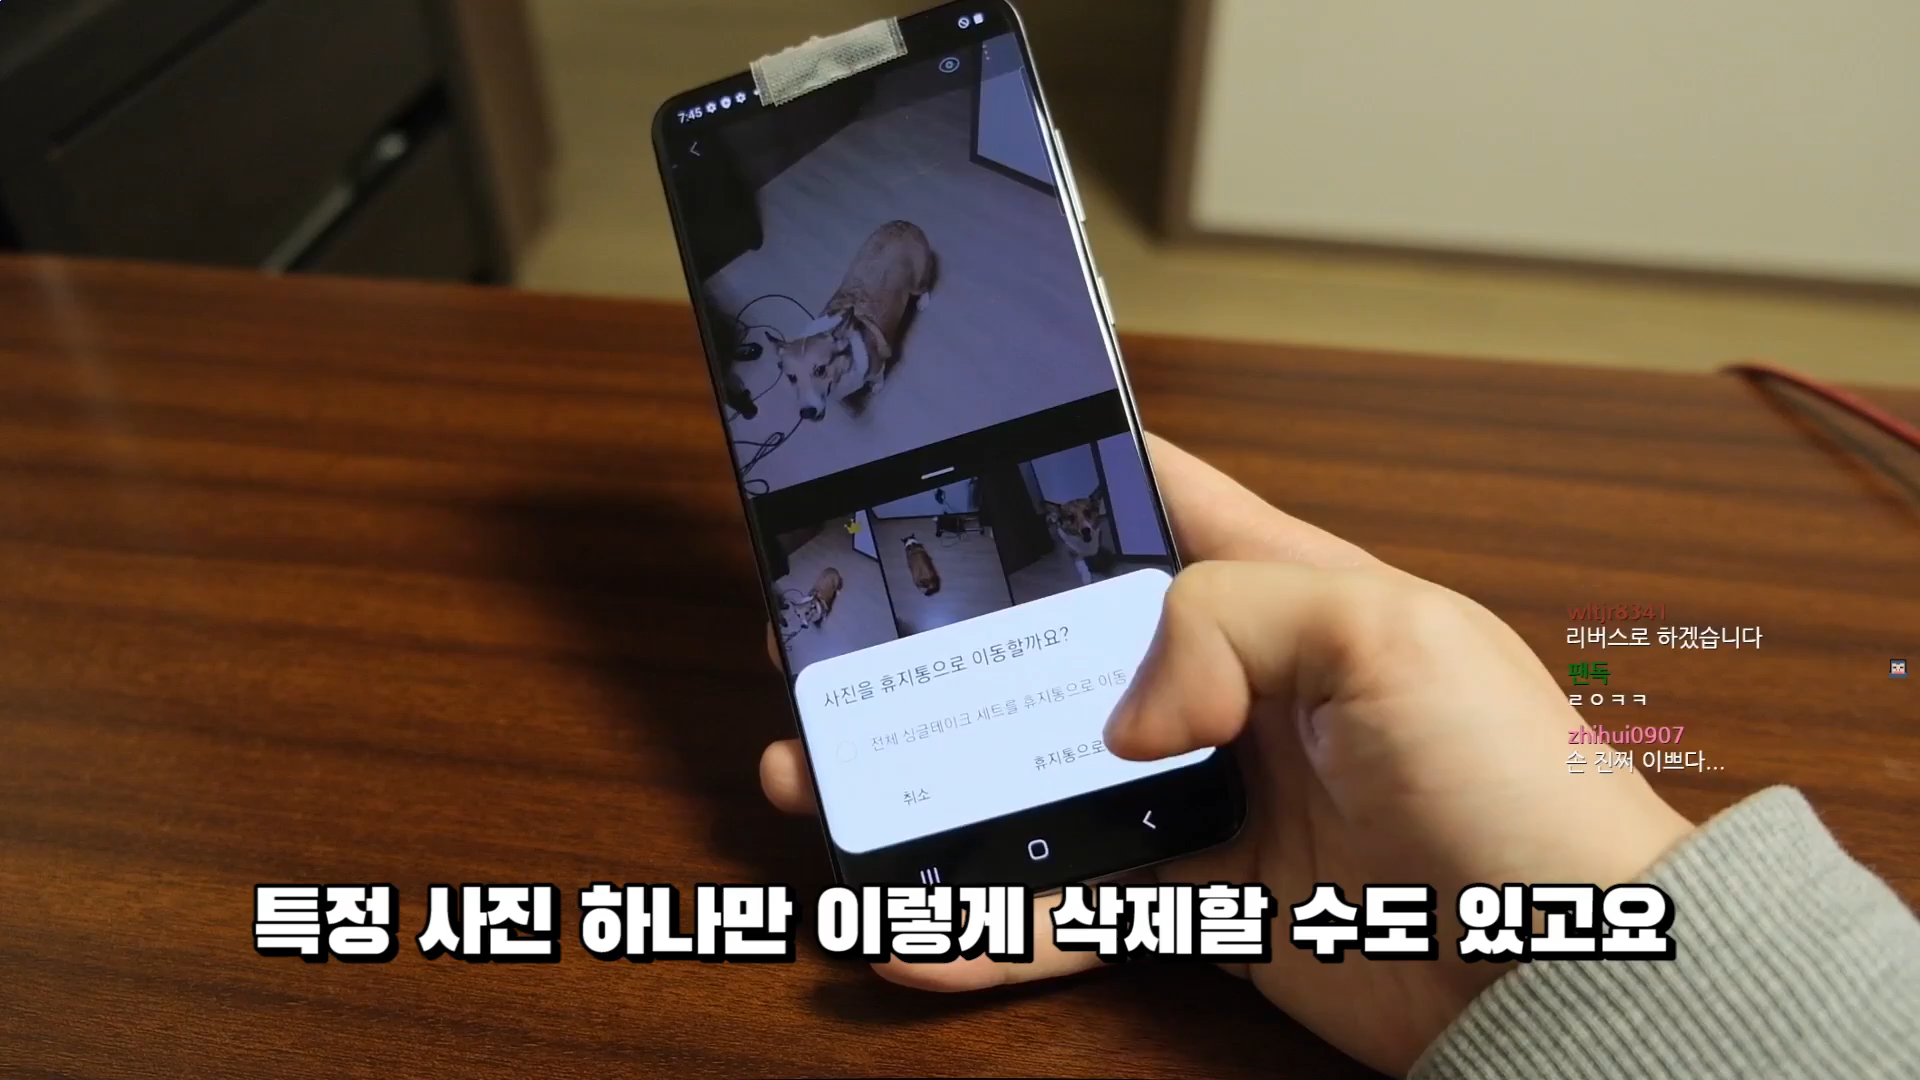 7:45
사진을 휴지통으로 이동할까요?
전체 싱글테이크 세트를 휴지통으로 이동
휴지통으로
취소
wltjr8341
리버스로 하겠습니다
팬독
ㄹㅇㅋㅋ
zhihui0907
손 진쩌 이쁘다...
특정 사진 하나만 이렇게 삭제할 수도 있고요